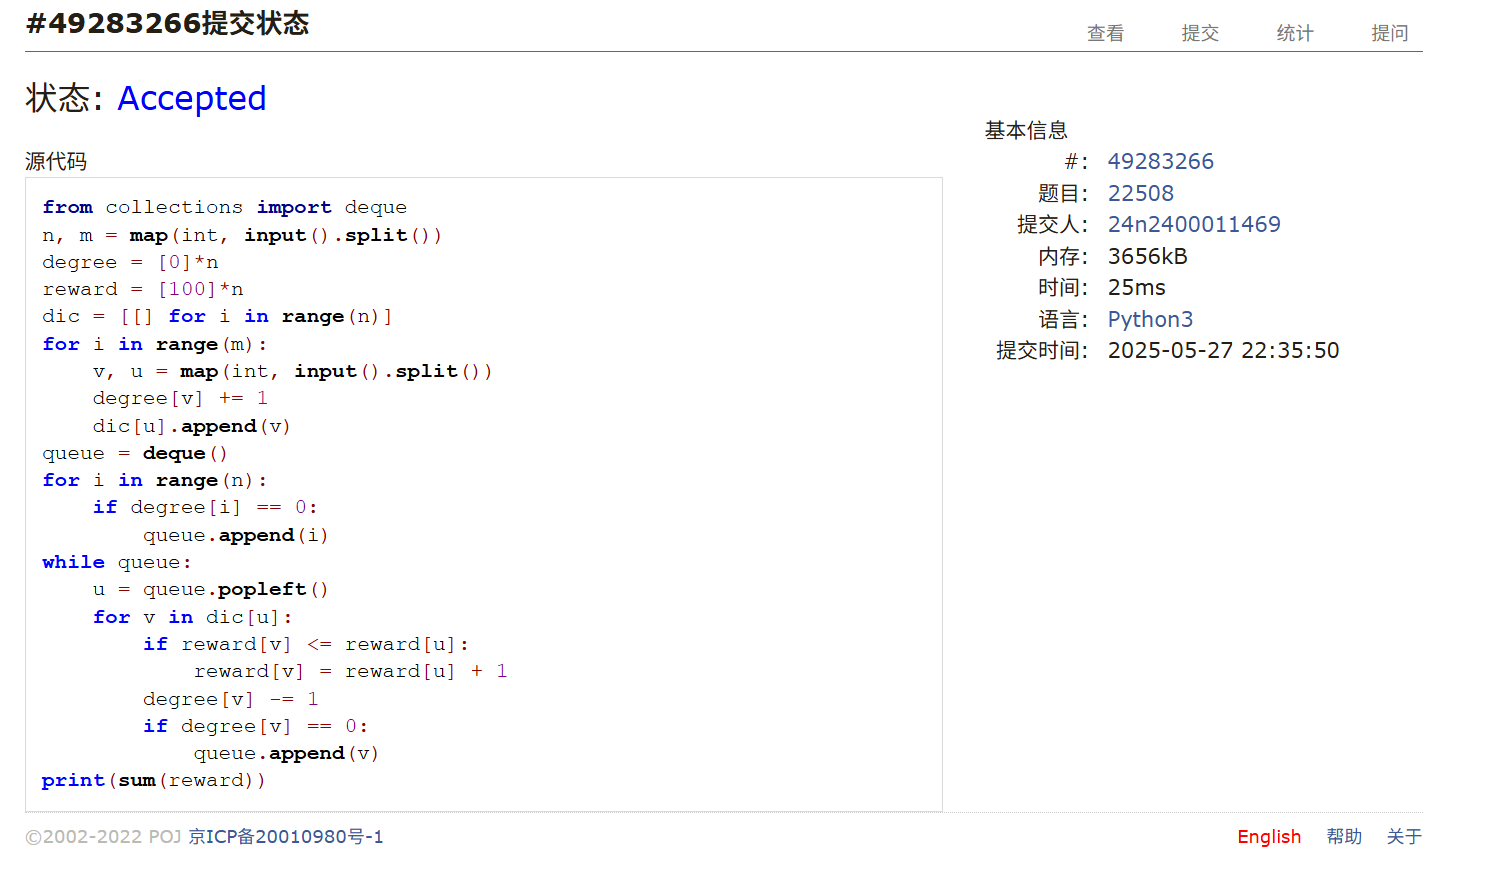 #49283266提交状态
查看 提交 统计 提问
状态: Accepted
源代码
from collections import deque
n, m = map(int, input().split())
degree = [0]*n
reward = [100]*n
dic = [[] for i in range(n)]
for i in range(m):
    v, u = map(int, input().split())
    degree[v] += 1
    dic[u].append(v)
queue = deque()
for i in range(n):
    if degree[i] == 0:
        queue.append(i)
while queue:
    u = queue.popleft()
    for v in dic[u]:
        if reward[v] <= reward[u]:
            reward[v] = reward[u] + 1
        degree[v] -= 1
        if degree[v] == 0:
            queue.append(v)
print(sum(reward))
基本信息
#: 49283266
题目: 22508
提交人: 24n2400011469
内存: 3656kB
时间: 25ms
语言: Python3
提交时间: 2025-05-27 22:35:50
©2002-2022 POJ 京ICP备20010980号-1
English 帮助 关于